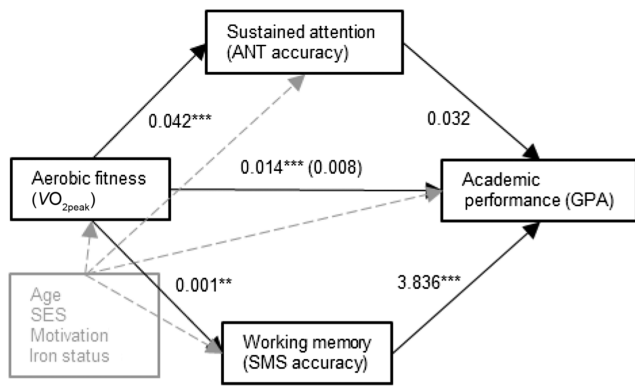 Sustained attention
(ANT accuracy)
0.042***
0.032
Aerobic fitness
(VO2peak)
0.014*** (0.008)
Academic
performance (GPA)
Age
SES
Motivation
Iron status
0.001**
3.836***
Working memory
(SMS accuracy)